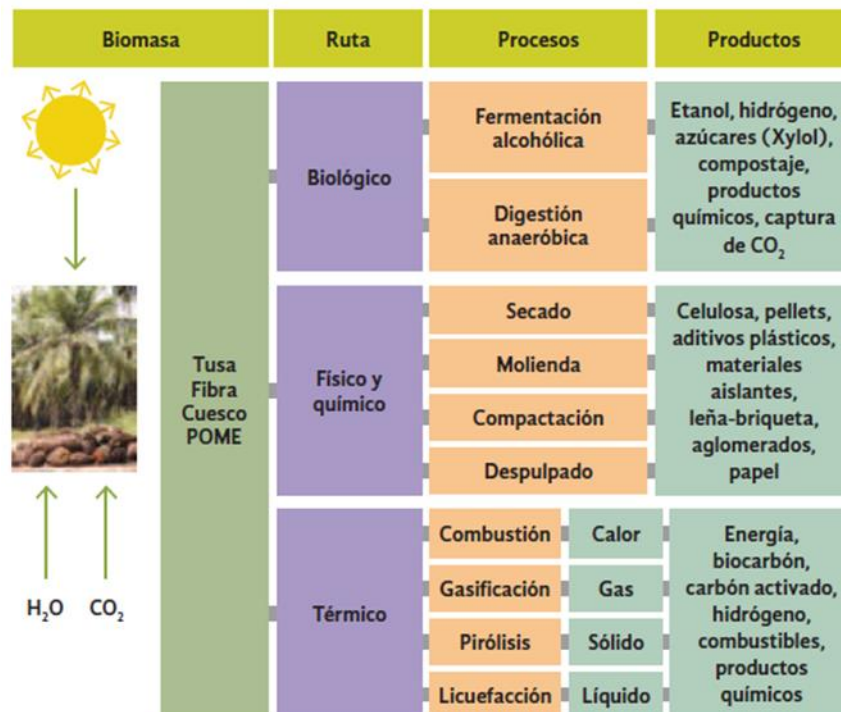 Biomasa
Ruta
Procesos
Productos
Tusa
Fibra
Cuesco
POME
H₂O
CO₂
Biológico
Fermentación
alcohólica
Digestión
anaeróbica
Etanol, hidrógeno,
azúcares (Xylol),
compostaje,
productos
químicos, captura
de CO₂
Físico y
químico
Secado
Molienda
Compactación
Despulpado
Celulosa, pellets,
aditivos plásticos,
materiales
aislantes,
leña-briqueta,
aglomerados,
papel
Térmico
Combustión
Calor
Gasificación
Gas
Pirólisis
Sólido
Licuefacción
Líquido
Energía,
biocarbón,
carbón activado,
hidrógeno,
combustibles,
productos
químicos